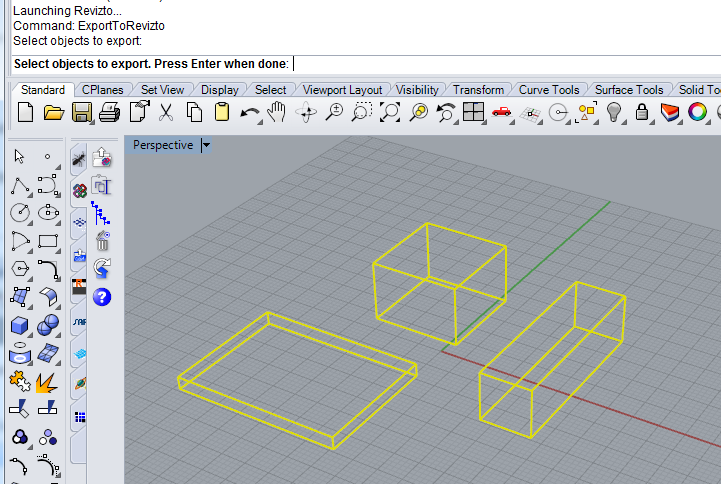 Launching Revizto...
Command: ExportToRevizto
Select objects to export:
Select objects to export. Press Enter when done:
Standard CPlanes Set View Display Select Viewport Layout Visibility Transform Curve Tools Surface Tools Solid To
Perspective